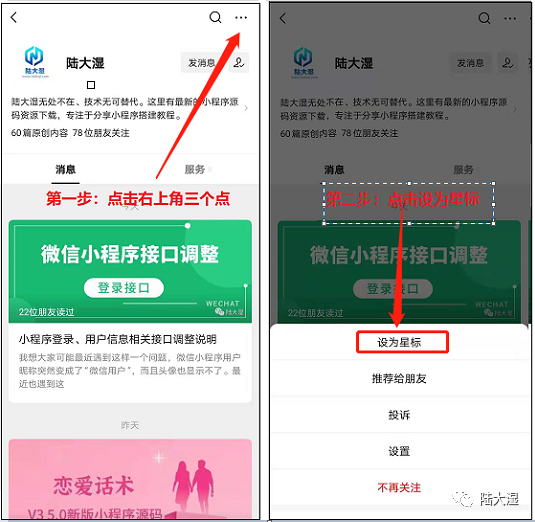 陆大湿
陆大湿
发消息
陆大湿无处不在、技术无可替代。这里有最新的小程序源
码资源下载，专注于分享小程序搭建教程。
60篇原创内容 78位朋友关注
消息 服务
第一步：点击右上角三个点
微信小程序接口调整
登录接口
WECHAT
22位朋友读过
陆大湿
小程序登录、用户信息相关接口调整说明
我想大家可能最近遇到这样一个问题，微信小程序用户
昵称突然变成了“微信用户”，而且头像也显示不了。最
近也遇到这
昨天
恋爱话术
V3 5.0新版小程序源码
陆大湿
陆大湿
发消息
陆大湿无处不在、技术无可替代。这里有最新的小程序源
码资源下载，专注于分享小程序搭建教程。
60篇原创内容 78位朋友关注
消息 服务
第二步：点击设为星标
微信小程序接口调整
登录接口
WECHAT
22位朋友读过
陆大湿
设为星标
推荐给朋友
投诉
设置
不再关注
陆大湿